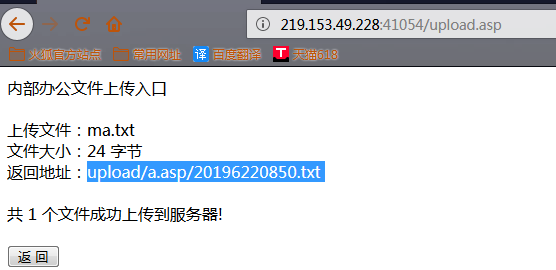 219.153.49.228:41054/upload.asp
火狐官方站点 常用网址 译 百度翻译 T 天猫618
内部办公文件上传入口
上传文件：ma.txt
文件大小：24 字节
返回地址：upload/a.asp/20196220850.txt
共 1 个文件成功上传到服务器!
返 回